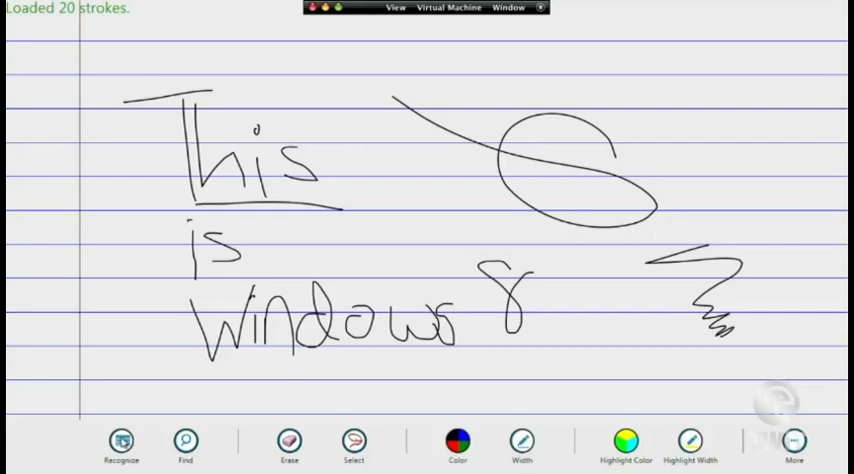 Loaded 20 strokes.
View Virtual Machine Window
This
is
Windows 8
Recognize Find Erase Select Color Width Highlight Color Highlight Width More